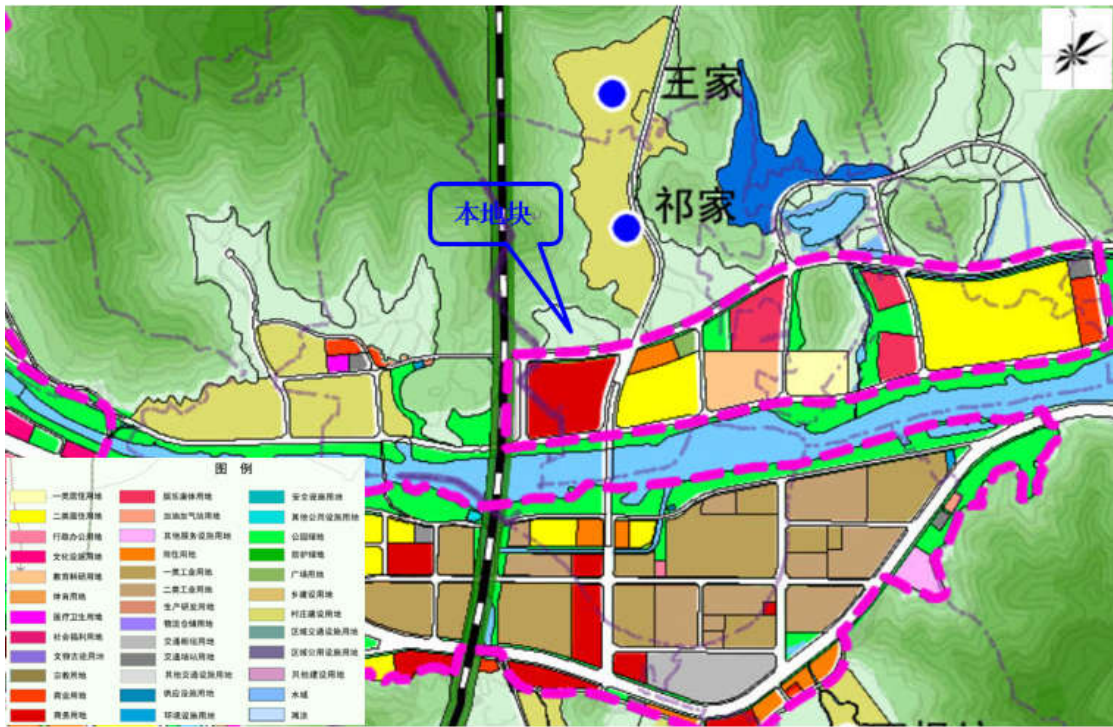 王家
祁家
本地块
图 例
一类居住用地
二类居住用地
行政办公用地
文化设施用地
教育科研用地
体育用地
医疗卫生用地
社会福利用地
文物古迹用地
宗教用地
商业用地
商务用地
娱乐康体用地
加油加气站用地
其他服务设施用地
商住用地
一类工业用地
二类工业用地
生产研发用地
物流仓储用地
交通枢纽用地
交通场站用地
其他交通设施用地
供应设施用地
环境设施用地
安全设施用地
其他公用设施用地
公园绿地
防护绿地
广场用地
乡建设用地
村庄建设用地
区域交通设施用地
区域公用设施用地
其他建设用地
水域
滩涂